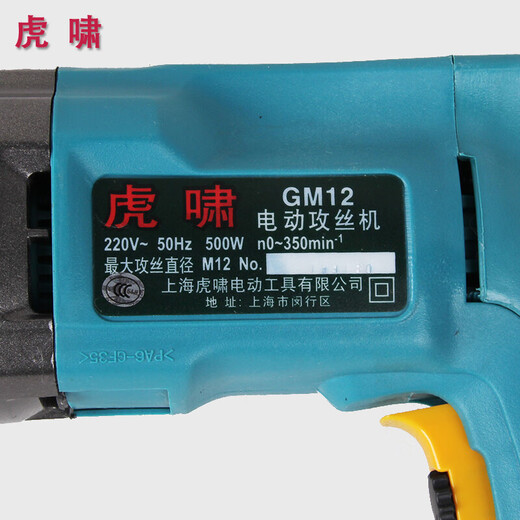 虎啸
虎啸
GM12
电动攻丝机
220V~ 50Hz 500W n0~350min-1
最大攻丝直径 M12 No.
上海虎啸电动工具有限公司
地 址: 上海市闵行区
>PA6-GF35<